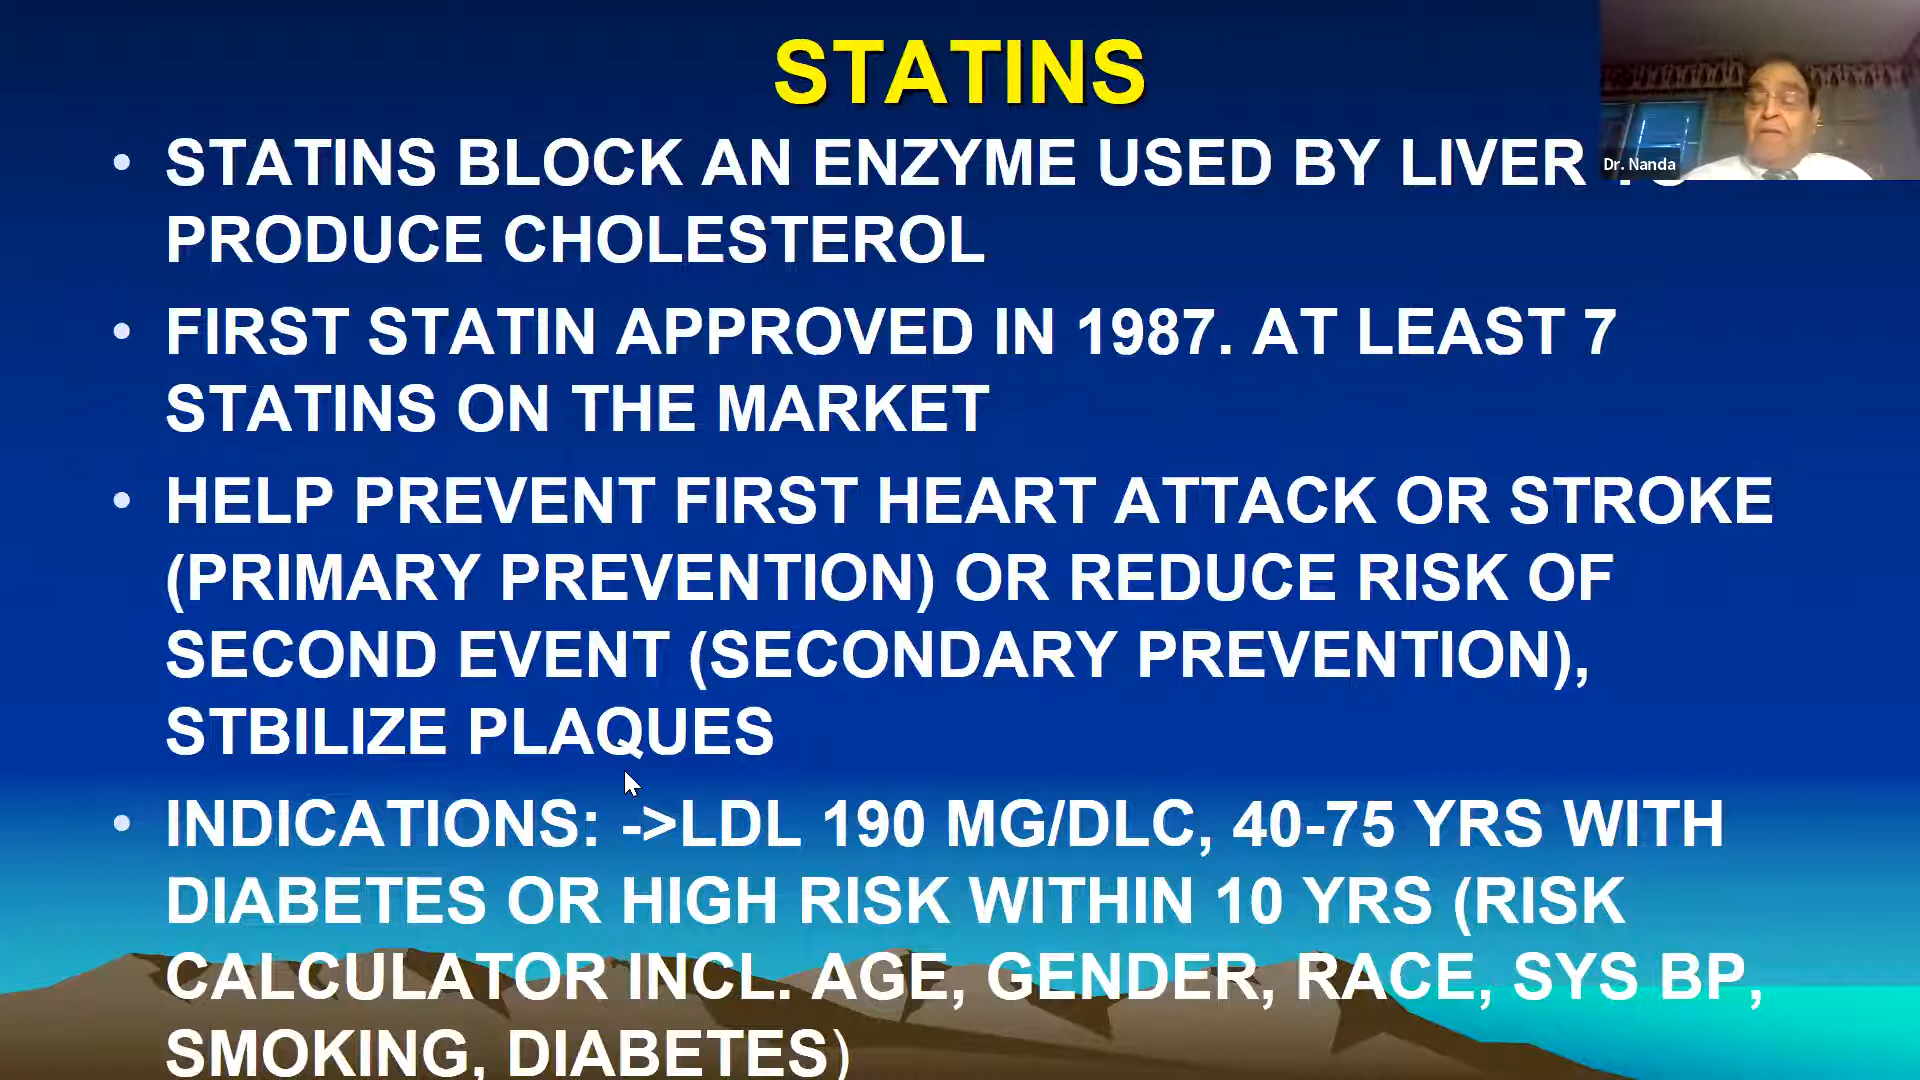 STATINS
• STATINS BLOCK AN ENZYME USED BY LIVER
PRODUCE CHOLESTEROL
• FIRST STATIN APPROVED IN 1987. AT LEAST 7
STATINS ON THE MARKET
• HELP PREVENT FIRST HEART ATTACK OR STROKE
(PRIMARY PREVENTION) OR REDUCE RISK OF
SECOND EVENT (SECONDARY PREVENTION),
STBILIZE PLAQUES
• INDICATIONS: ->LDL 190 MG/DLC, 40-75 YRS WITH
DIABETES OR HIGH RISK WITHIN 10 YRS (RISK
CALCULATOR INCL. AGE, GENDER, RACE, SYS BP,
SMOKING, DIABETES)
Dr. Nanda